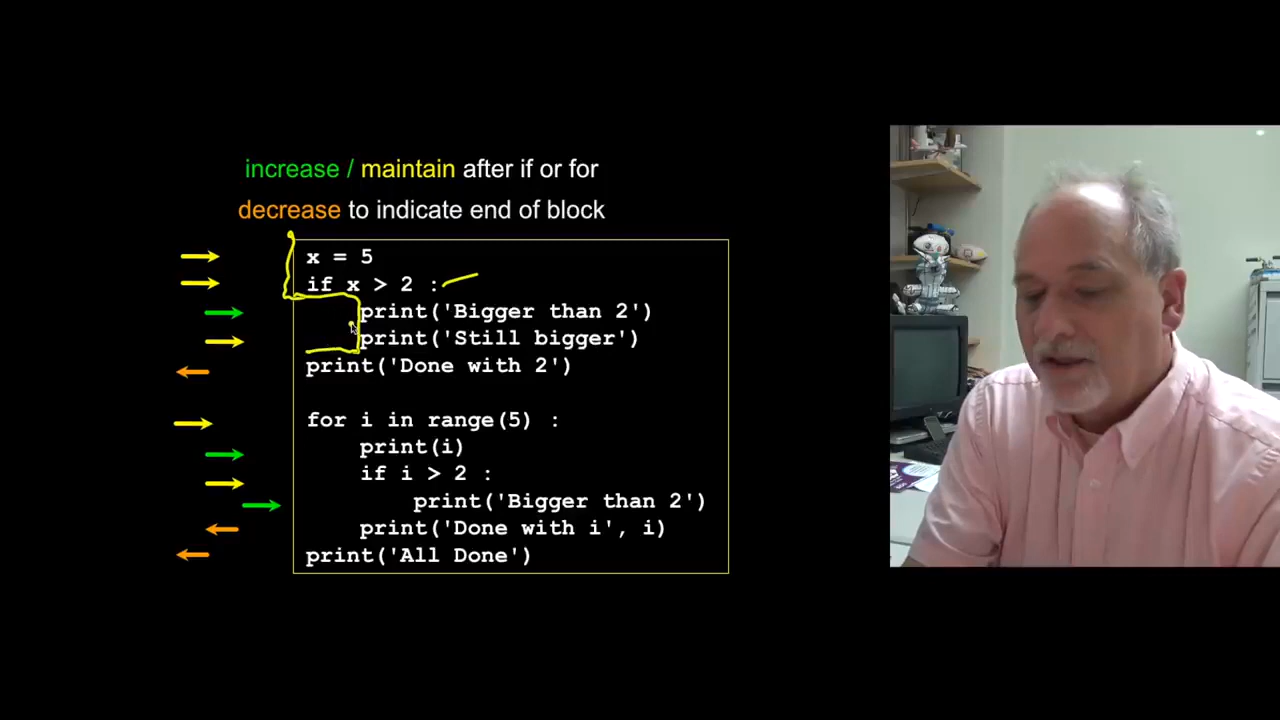 increase / maintain after if or for
decrease to indicate end of block
x = 5
if x > 2 :
    print('Bigger than 2')
    print('Still bigger')
print('Done with 2')
for i in range(5) :
    print(i)
    if i > 2 :
        print('Bigger than 2')
    print('Done with i', i)
print('All Done')